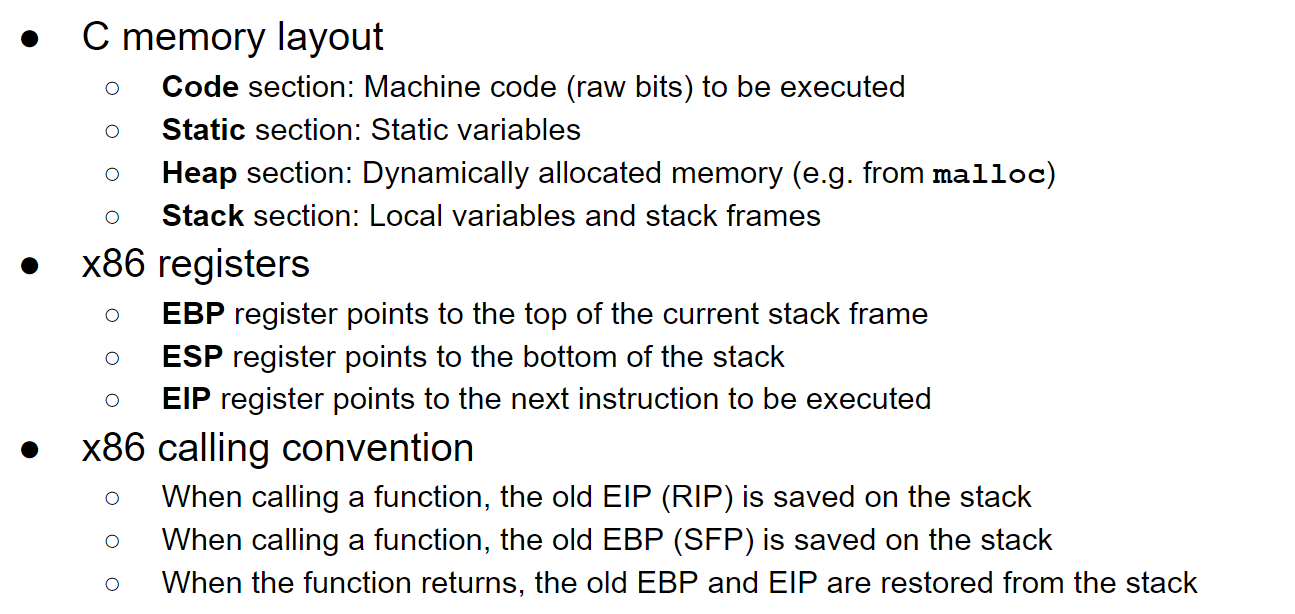 ● C memory layout
○ Code section: Machine code (raw bits) to be executed
○ Static section: Static variables
○ Heap section: Dynamically allocated memory (e.g. from malloc)
○ Stack section: Local variables and stack frames
● x86 registers
○ EBP register points to the top of the current stack frame
○ ESP register points to the bottom of the stack
○ EIP register points to the next instruction to be executed
● x86 calling convention
○ When calling a function, the old EIP (RIP) is saved on the stack
○ When calling a function, the old EBP (SFP) is saved on the stack
○ When the function returns, the old EBP and EIP are restored from the stack